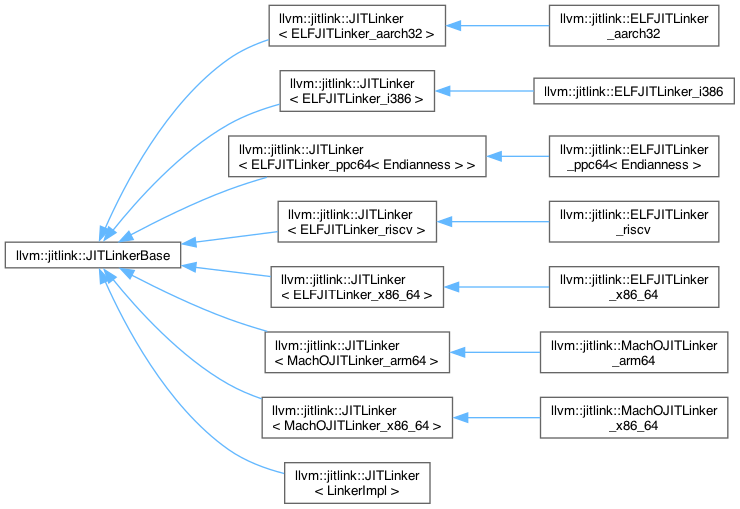 llvm::jitlink::JITLinker
< ELFJITLinker_aarch32 >
llvm::jitlink::ELFJITLinker
_aarch32
llvm::jitlink::JITLinker
< ELFJITLinker_i386 >
llvm::jitlink::ELFJITLinker_i386
llvm::jitlink::JITLinker
< ELFJITLinker_ppc64< Endianness > >
llvm::jitlink::ELFJITLinker
_ppc64< Endianness >
llvm::jitlink::JITLinker
< ELFJITLinker_riscv >
llvm::jitlink::ELFJITLinker
_riscv
llvm::jitlink::JITLinkerBase
llvm::jitlink::JITLinker
< ELFJITLinker_x86_64 >
llvm::jitlink::ELFJITLinker
_x86_64
llvm::jitlink::JITLinker
< MachOJITLinker_arm64 >
llvm::jitlink::MachOJITLinker
_arm64
llvm::jitlink::JITLinker
< MachOJITLinker_x86_64 >
llvm::jitlink::MachOJITLinker
_x86_64
llvm::jitlink::JITLinker
< LinkerImpl >